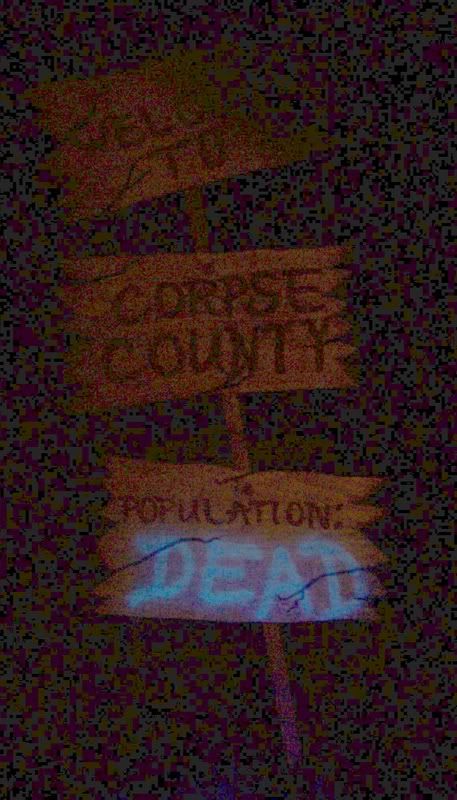 TO
CORPSE
COUNTY
POPULATION:
DEAD